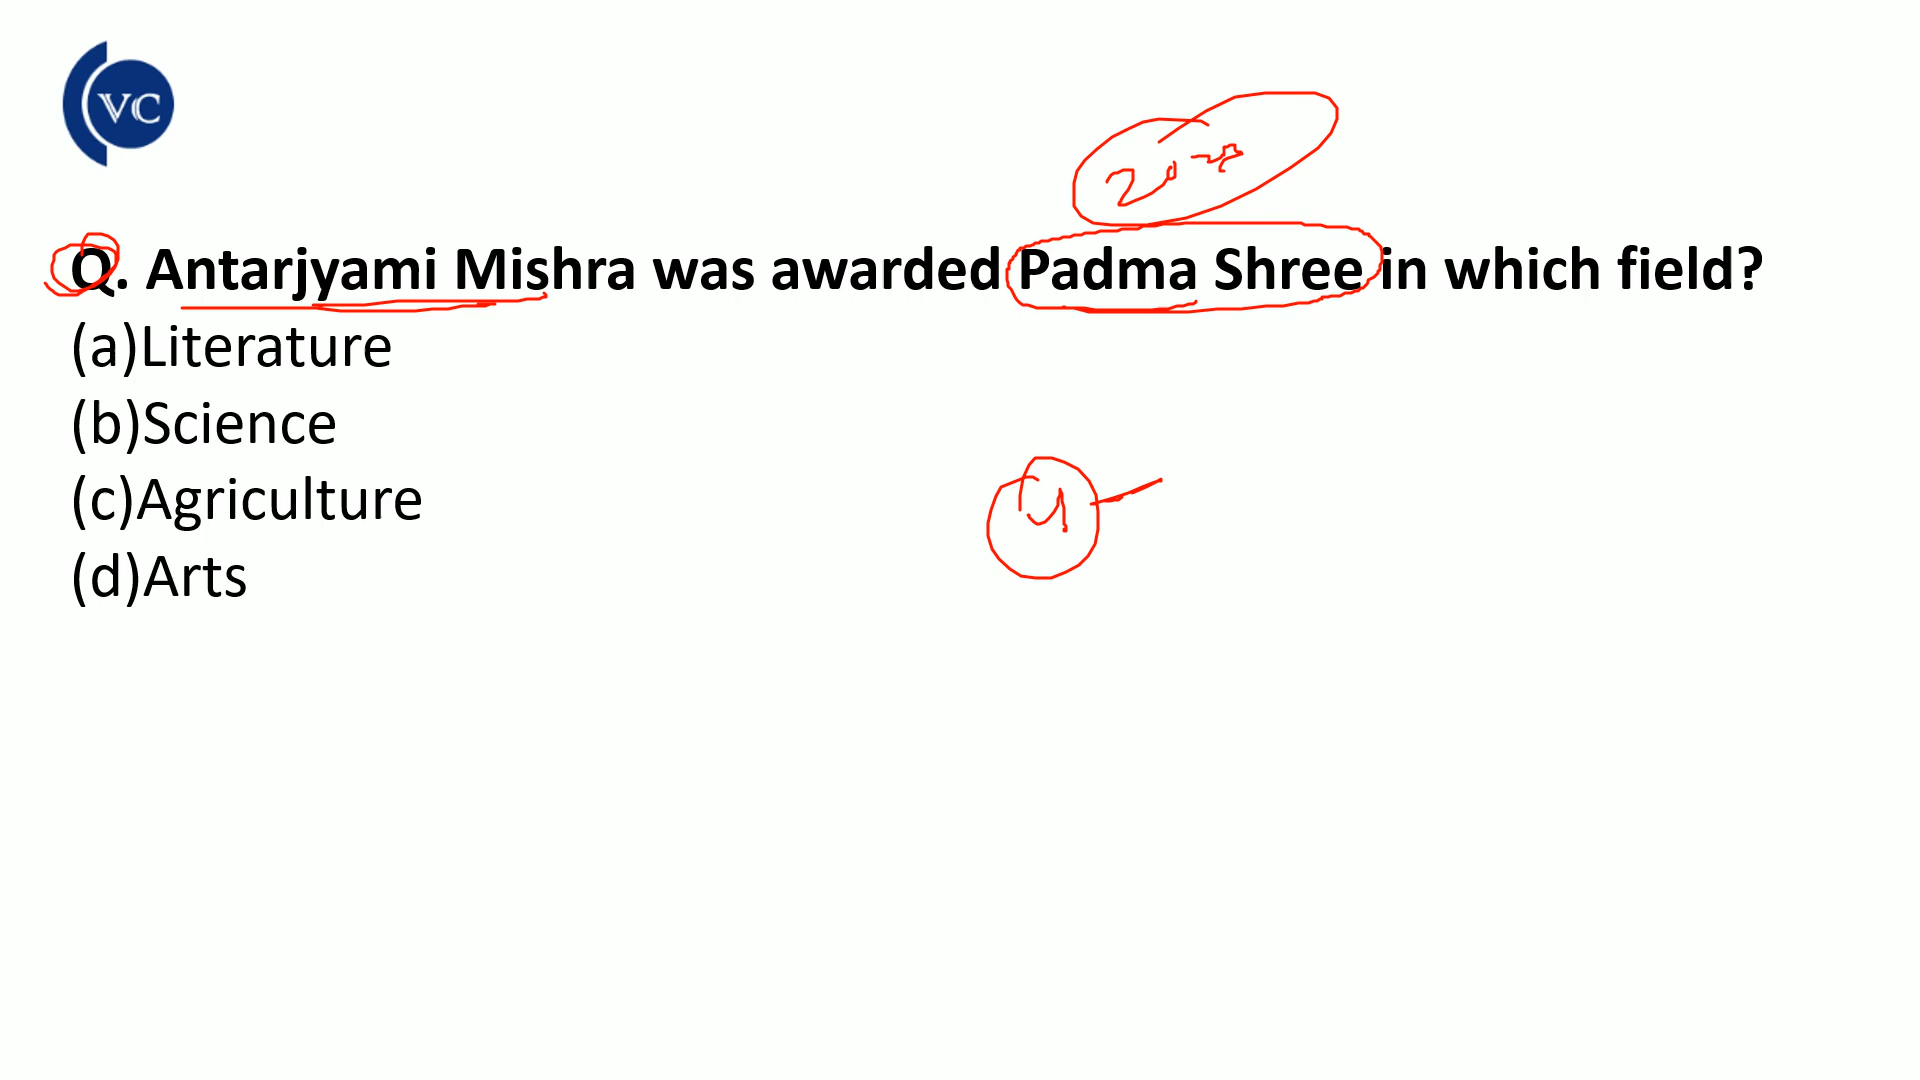 VC
Q. Antarjyami Mishra was awarded Padma Shree in which field?
(a)Literature
(b)Science
(c)Agriculture
(d)Arts